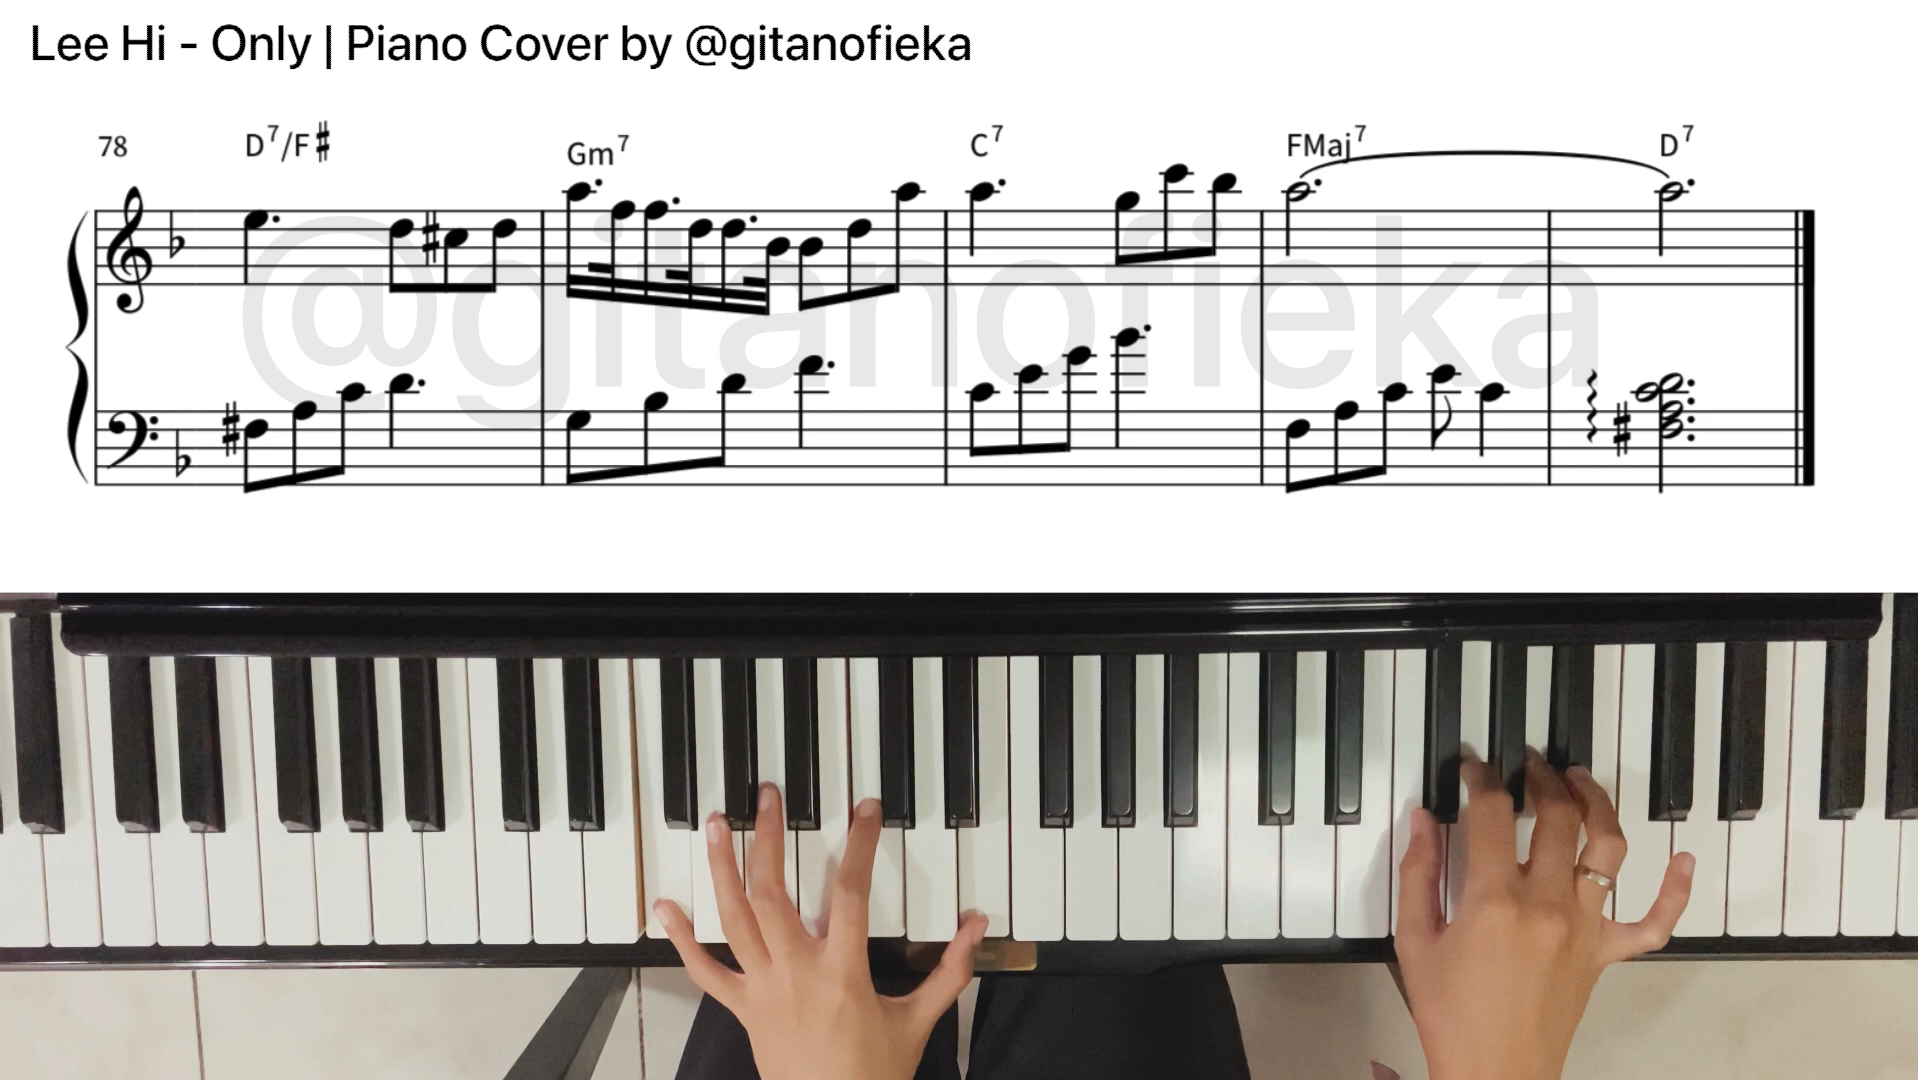 Lee Hi - Only | Piano Cover by @gitanofieka
78 D7/F♯ Gm7 C7 FMaj7 D7
@gitanofieka